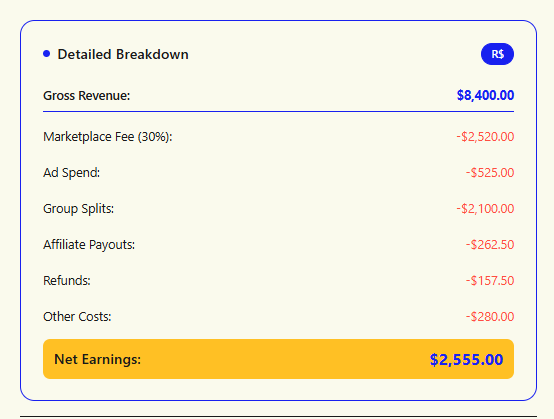 Detailed Breakdown R$
Gross Revenue: $8,400.00
Marketplace Fee (30%): -$2,520.00
Ad Spend: -$525.00
Group Splits: -$2,100.00
Affiliate Payouts: -$262.50
Refunds: -$157.50
Other Costs: -$280.00
Net Earnings: $2,555.00